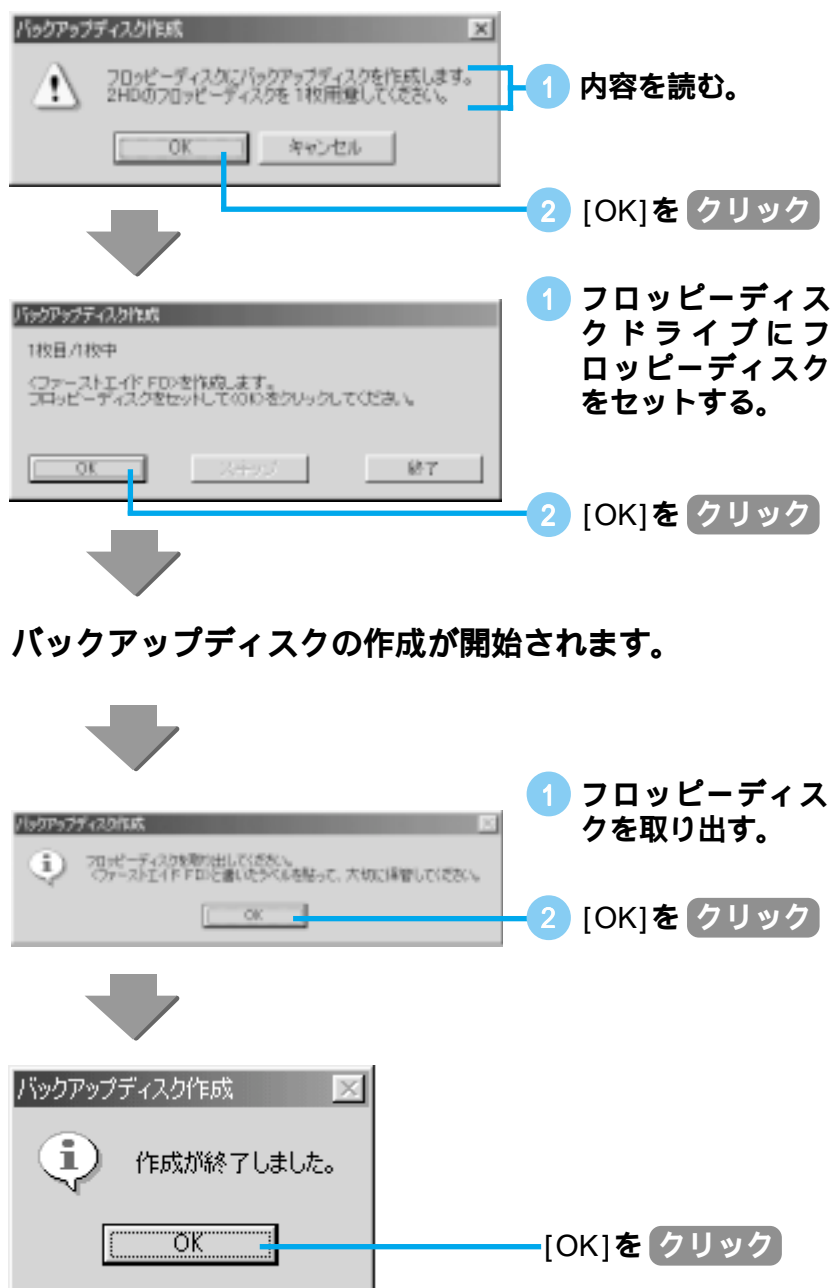 バックアップディスク作成
フロッピーディスクにバックアップディスクを作成します。
2HDのフロッピーディスクを 1枚用意してください。
OK キャンセル
1 内容を読む。
2 [OK]を クリック
バックアップディスク作成
1枚目/1枚中
<ファーストエイド FD>を作成します。
フロッピーディスクをセットして<OK>をクリックしてください。
OK スキップ 終了
1 フロッピーディス
クドライブにフ
ロッピーディスク
をセットする。
2 [OK]を クリック
バックアップディスクの作成が開始されます。
バックアップディスク作成
フロッピーディスクを取り出してください。
<ファーストエイド FD>と書いたラベルを貼って、大切に保管してください。
OK
1 フロッピーディス
クを取り出す。
2 [OK]を クリック
バックアップディスク作成
作成が終了しました。
OK
[OK]を クリック